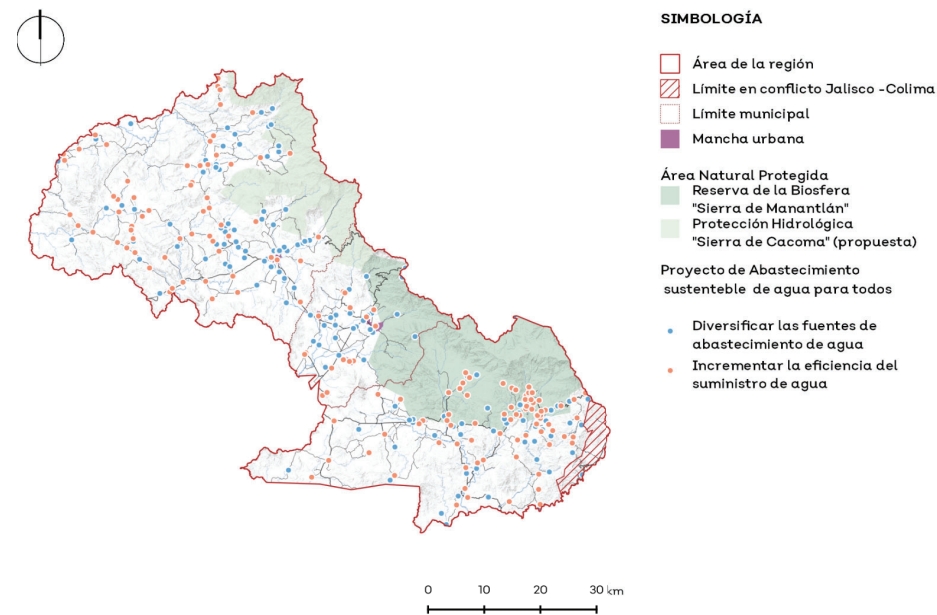 SIMBOLOGÍA
Área de la región
Límite en conflicto Jalisco -Colima
Límite municipal
Mancha urbana
Área Natural Protegida
Reserva de la Biosfera
"Sierra de Manantlán"
Protección Hidrológica
"Sierra de Cacoma" (propuesta)
Proyecto de Abastecimiento
sustenteble de agua para todos
Diversificar las fuentes de
abastecimiento de agua
Incrementar la eficiencia del
suministro de agua
0 10 20 30 km